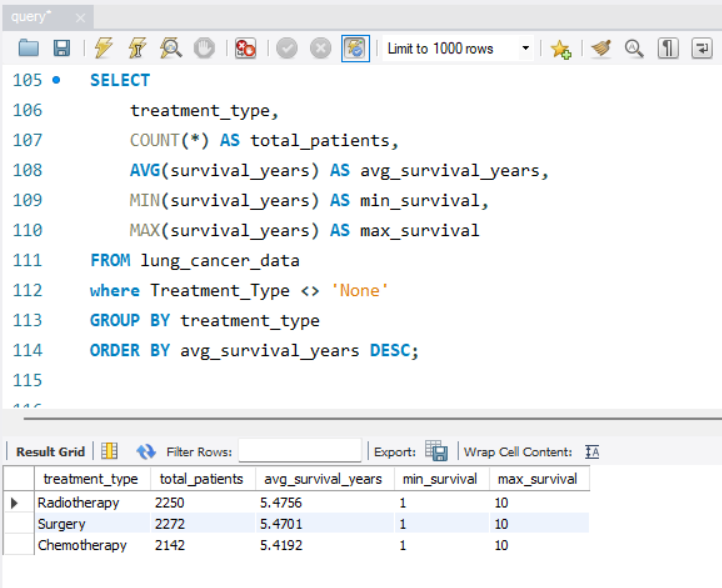 query*
Limit to 1000 rows
105 SELECT
106 treatment_type,
107 COUNT(*) AS total_patients,
108 AVG(survival_years) AS avg_survival_years,
109 MIN(survival_years) AS min_survival,
110 MAX(survival_years) AS max_survival
111 FROM lung_cancer_data
112 where Treatment_Type <> 'None'
113 GROUP BY treatment_type
114 ORDER BY avg_survival_years DESC;
115
Result Grid Filter Rows: Export: Wrap Cell Content:
treatment_type total_patients avg_survival_years min_survival max_survival
Radiotherapy 2250 5.4756 1 10
Surgery 2272 5.4701 1 10
Chemotherapy 2142 5.4192 1 10